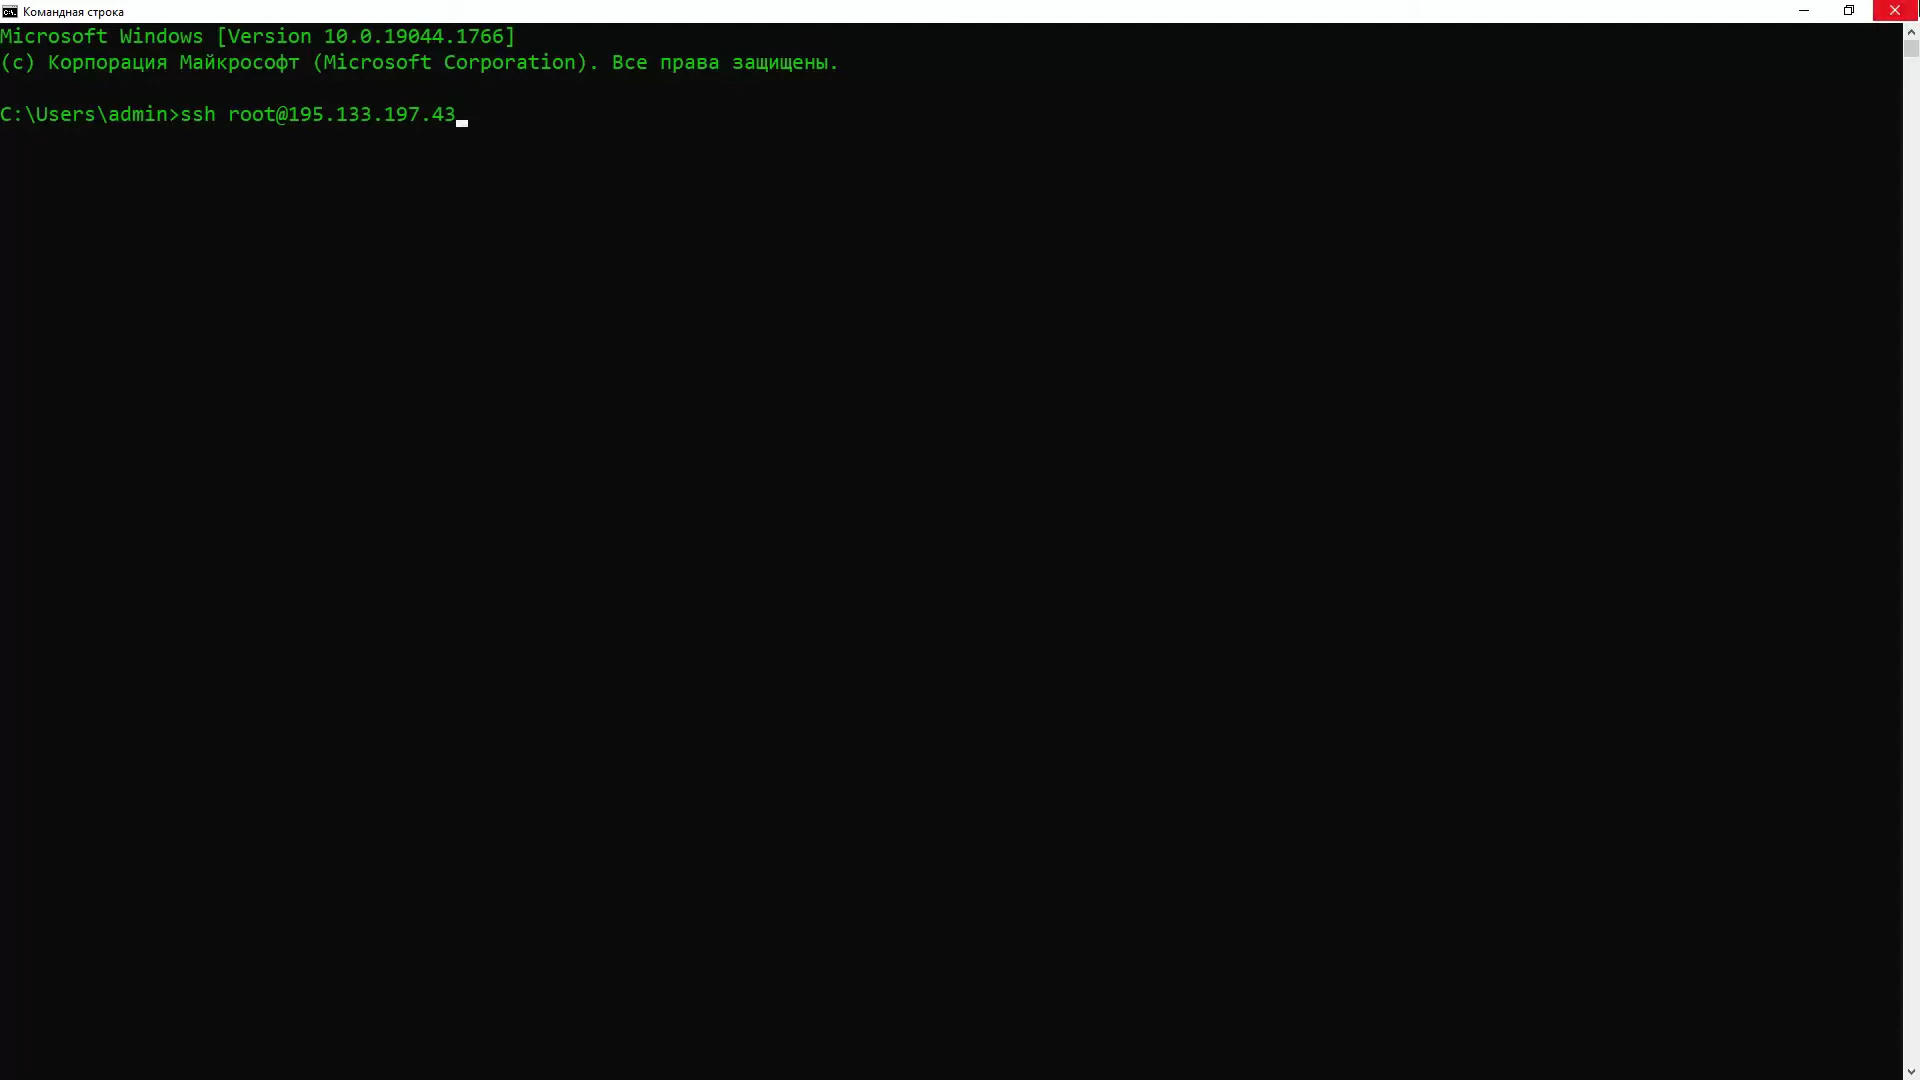 Командная строка
Microsoft Windows [Version 10.0.19044.1766]
(c) Корпорация Майкрософт (Microsoft Corporation). Все права защищены.
C:\Users\admin>ssh root@195.133.197.43